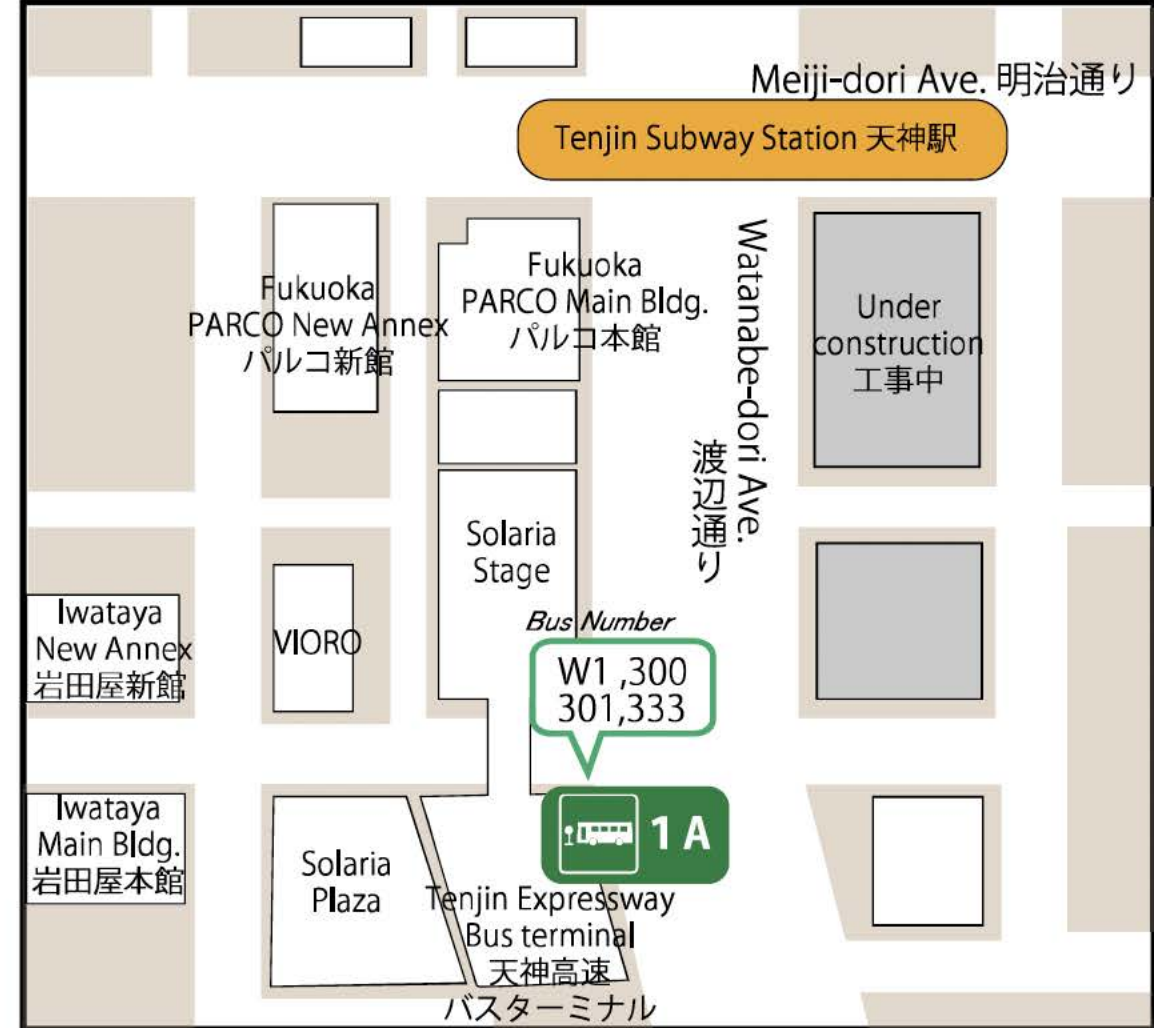 Meiji-dori Ave. 明治通り
Tenjin Subway Station 天神駅
Fukuoka
PARCO New Annex
パルコ新館
Fukuoka
PARCO Main Bldg.
パルコ本館
Watanabe-dori Ave.
渡辺通り
Under
construction
工事中
Solaria
Stage
Iwataya
New Annex
岩田屋新館
VIORO
Bus Number
W1 ,300
301,333
1 A
Iwataya
Main Bldg.
岩田屋本館
Solaria
Plaza
Tenjin Expressway
Bus terminal
天神高速
バスターミナル